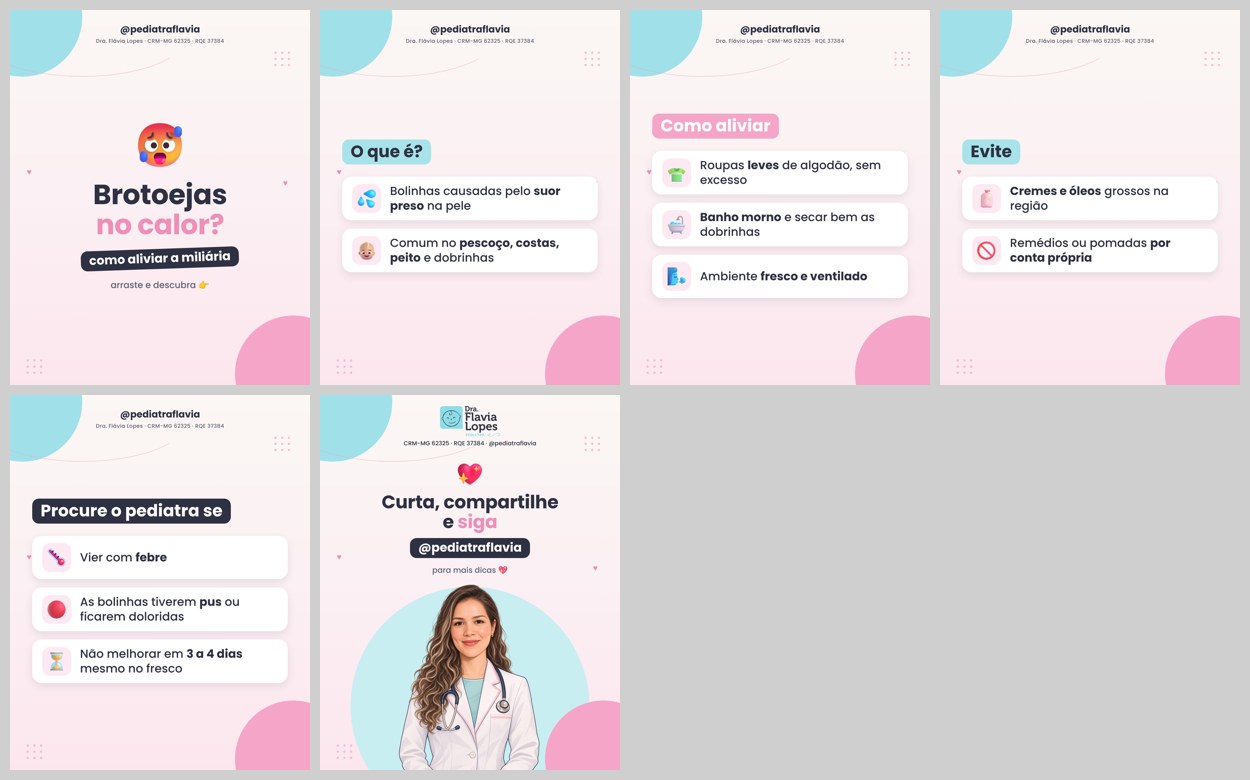 @pediatraflavia
Dra. Flávia Lopes · CRM-MG 62325 · RQE 37384
Brotoejas
no calor?
como aliviar a miliária
arraste e descubra 👉
@pediatraflavia
Dra. Flávia Lopes · CRM-MG 62325 · RQE 37384
O que é?
Bolinhas causadas pelo suor
preso na pele
Comum no pescoço, costas,
peito e dobrinhas
@pediatraflavia
Dra. Flávia Lopes · CRM-MG 62325 · RQE 37384
Como aliviar
Roupas leves de algodão, sem
excesso
Banho morno e secar bem as
dobrinhas
Ambiente fresco e ventilado
@pediatraflavia
Dra. Flávia Lopes · CRM-MG 62325 · RQE 37384
Evite
Cremes e óleos grossos na
região
Remédios ou pomadas por
conta própria
@pediatraflavia
Dra. Flávia Lopes · CRM-MG 62325 · RQE 37384
Procure o pediatra se
Vier com febre
As bolinhas tiverem pus ou
ficarem doloridas
Não melhorar em 3 a 4 dias
mesmo no fresco
Dra.
Flavia
Lopes
CRM-MG 62325 · RQE 37384 · @pediatraflavia
Curta, compartilhe
e siga
@pediatraflavia
para mais dicas 💖